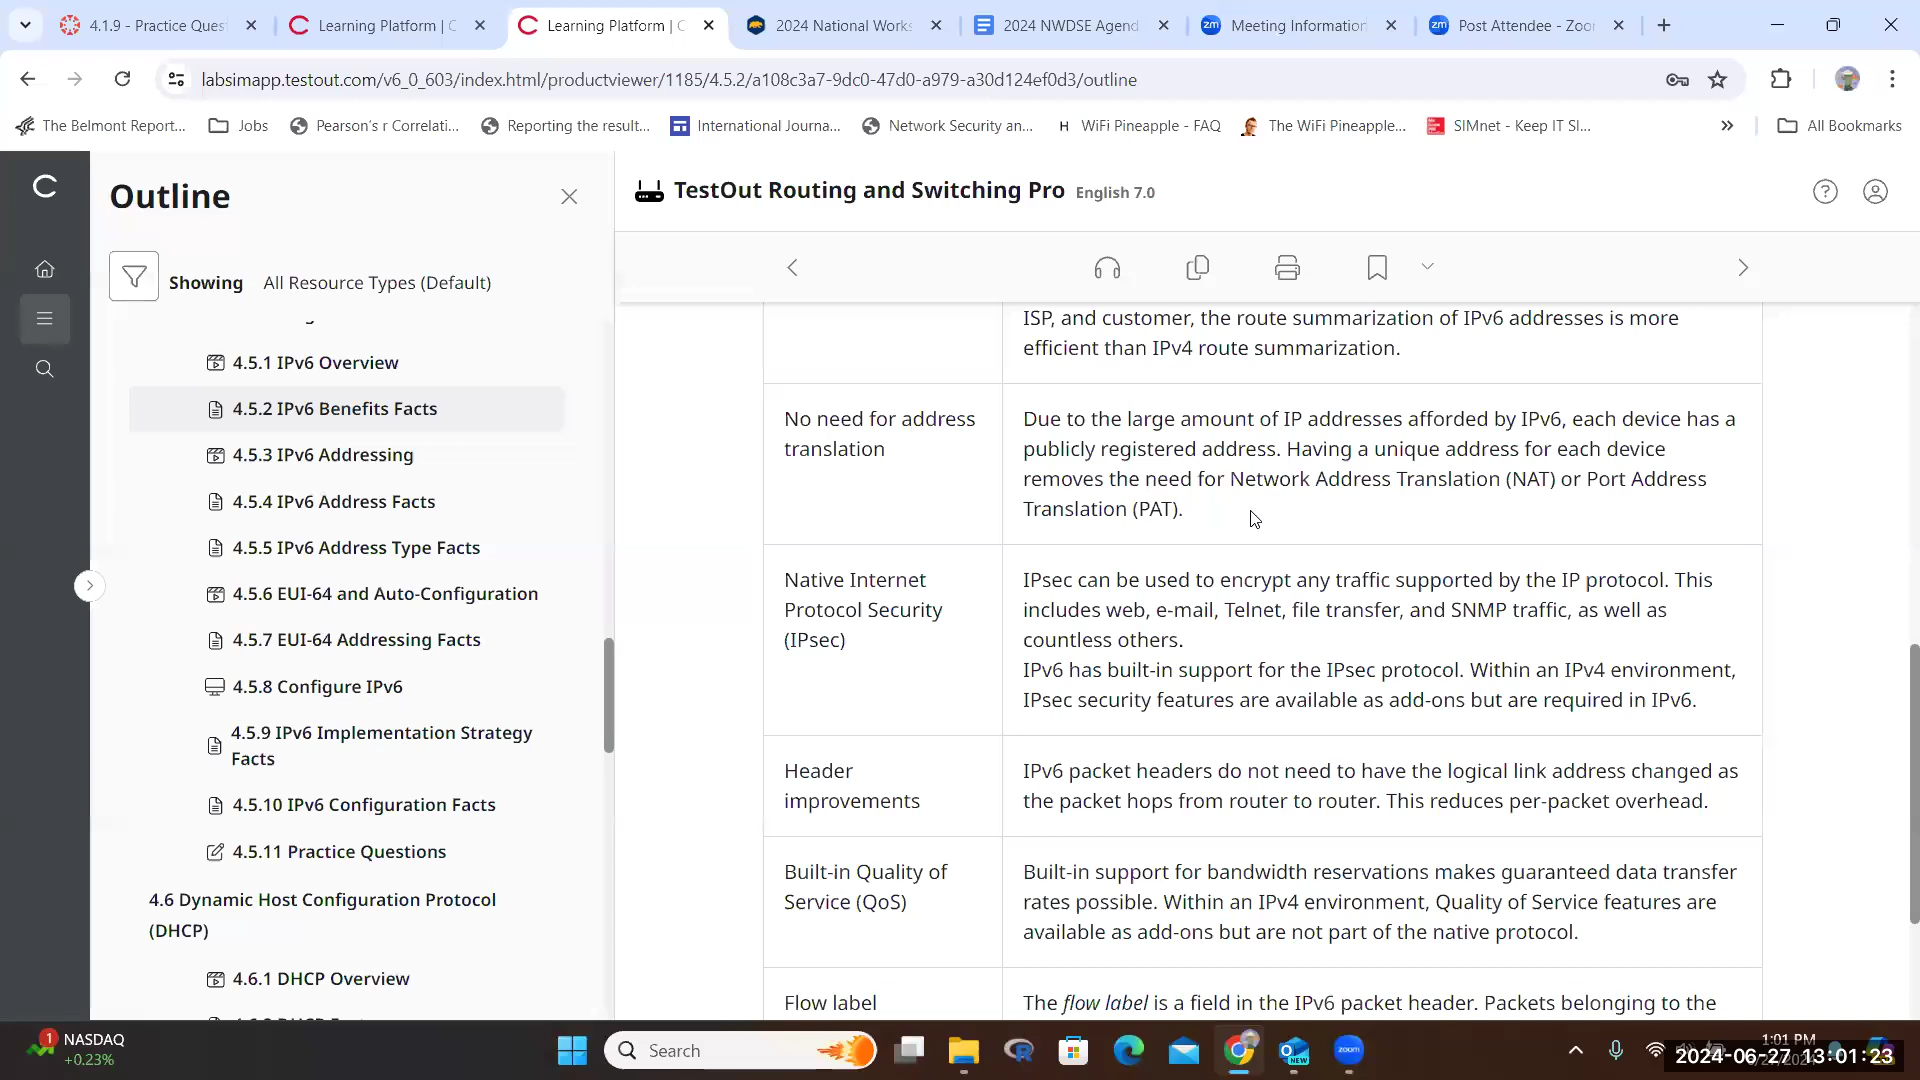 4.1.9 - Practice Quest
Learning Platform | C
Learning Platform | C
2024 National Works
2024 NWDSE Agend
Meeting Information
Post Attendee - Zoo
labsimapp.testout.com/v6_0_603/index.html/productviewer/1185/4.5.2/a108c3a7-9dc0-47d0-a979-a30d124ef0d3/outline
The Belmont Report...
Jobs
Pearson's r Correlati...
Reporting the result...
International Journa...
Network Security an...
WiFi Pineapple - FAQ
The WiFi Pineapple...
SIMnet - Keep IT SI...
All Bookmarks
Outline
Showing All Resource Types (Default)
4.5.1 IPv6 Overview
4.5.2 IPv6 Benefits Facts
4.5.3 IPv6 Addressing
4.5.4 IPv6 Address Facts
4.5.5 IPv6 Address Type Facts
4.5.6 EUI-64 and Auto-Configuration
4.5.7 EUI-64 Addressing Facts
4.5.8 Configure IPv6
4.5.9 IPv6 Implementation Strategy
Facts
4.5.10 IPv6 Configuration Facts
4.5.11 Practice Questions
4.6 Dynamic Host Configuration Protocol
(DHCP)
4.6.1 DHCP Overview
TestOut Routing and Switching Pro English 7.0
ISP, and customer, the route summarization of IPv6 addresses is more
efficient than IPv4 route summarization.
No need for address
translation
Due to the large amount of IP addresses afforded by IPv6, each device has a
publicly registered address. Having a unique address for each device
removes the need for Network Address Translation (NAT) or Port Address
Translation (PAT).
Native Internet
Protocol Security
(IPsec)
IPsec can be used to encrypt any traffic supported by the IP protocol. This
includes web, e-mail, Telnet, file transfer, and SNMP traffic, as well as
countless others.
IPv6 has built-in support for the IPsec protocol. Within an IPv4 environment,
IPsec security features are available as add-ons but are required in IPv6.
Header
improvements
IPv6 packet headers do not need to have the logical link address changed as
the packet hops from router to router. This reduces per-packet overhead.
Built-in Quality of
Service (QoS)
Built-in support for bandwidth reservations makes guaranteed data transfer
rates possible. Within an IPv4 environment, Quality of Service features are
available as add-ons but are not part of the native protocol.
Flow label
The flow label is a field in the IPv6 packet header. Packets belonging to the
1
NASDAQ
+0.23%
Search
NEW
zoom
1:01 PM
2024-06-27 13:01:23